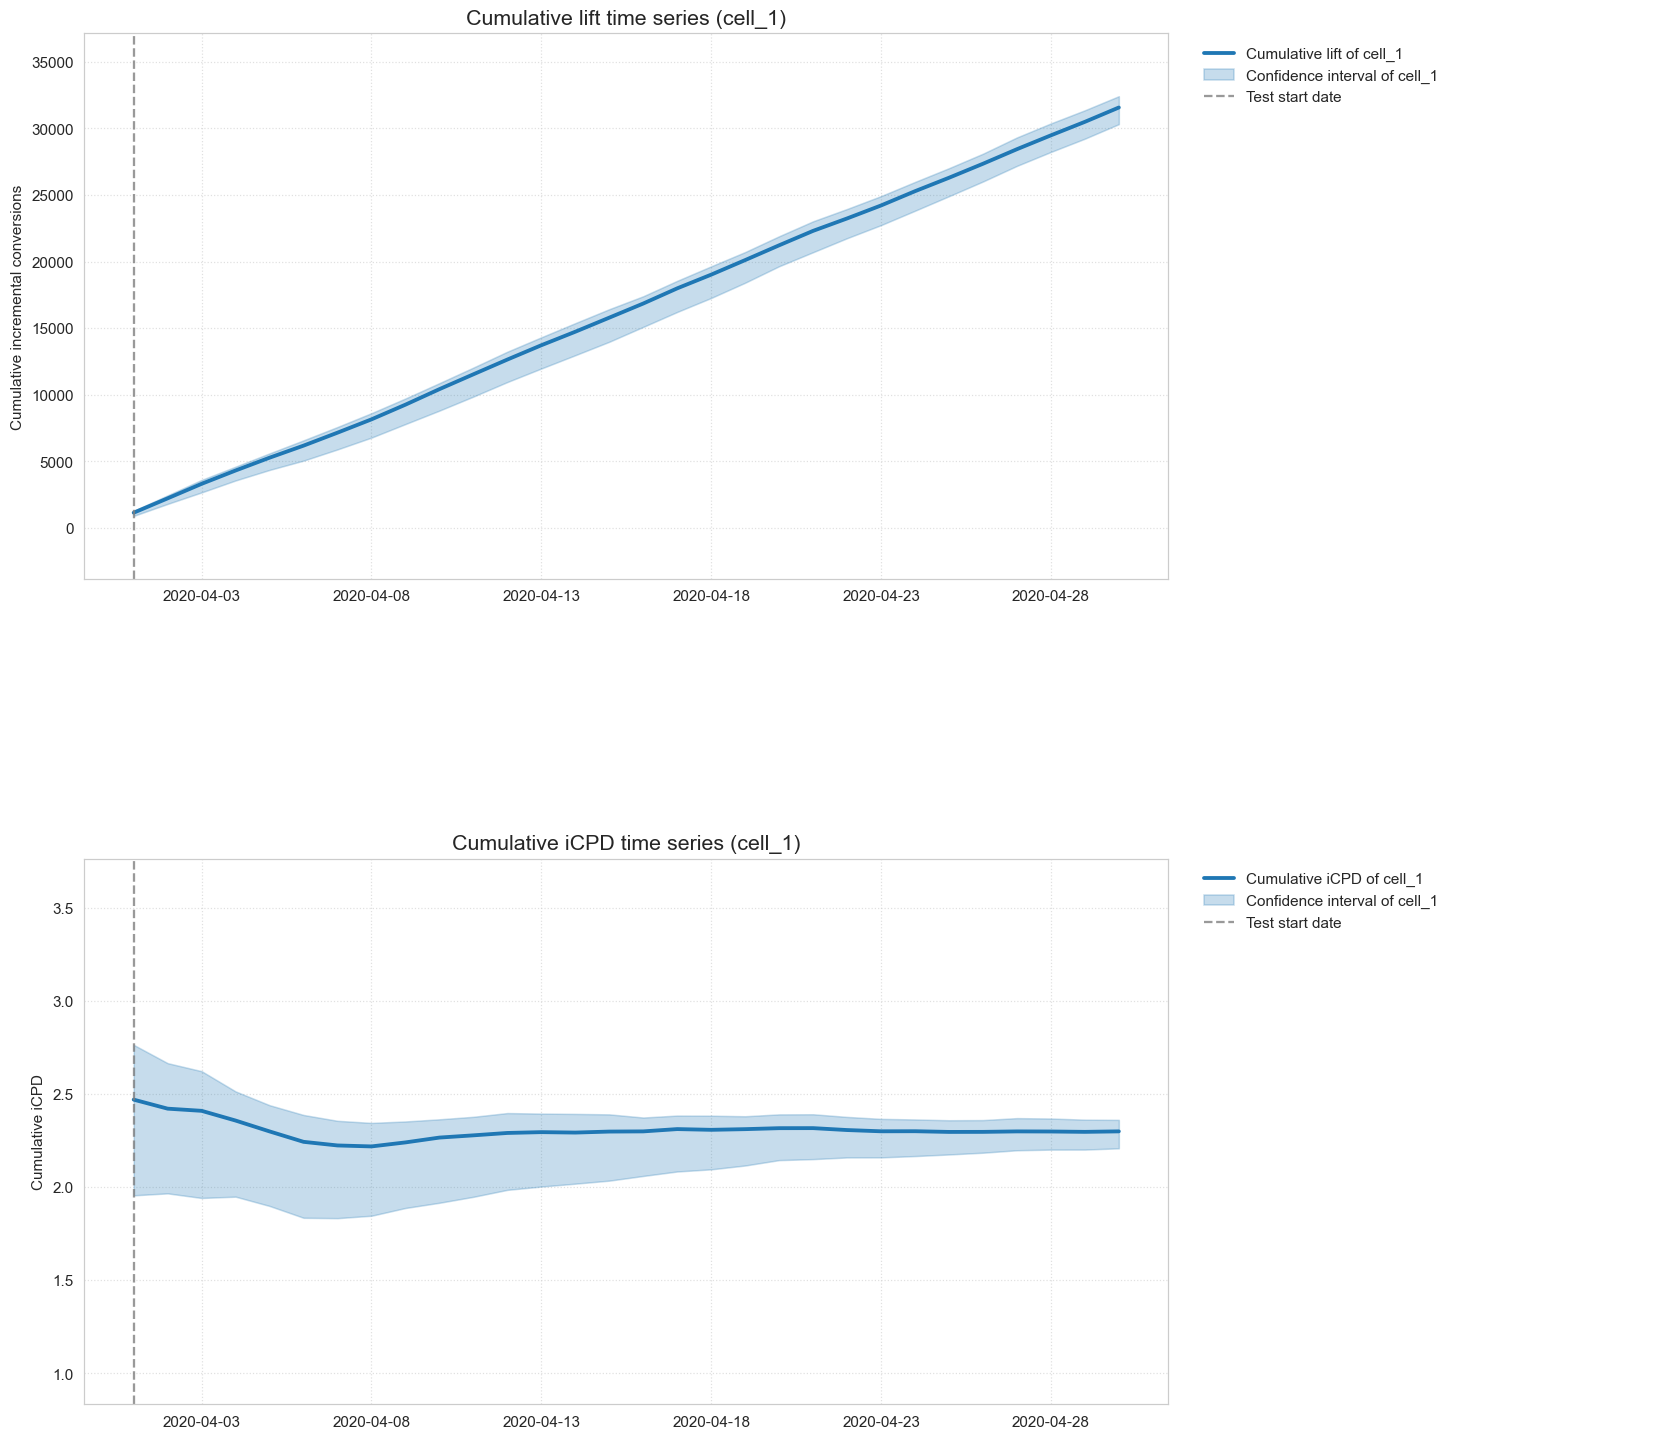 Cumulative lift time series (cell_1)
35000
30000
25000
20000
15000
10000
5000
0
Cumulative incremental conversions
2020-04-03 2020-04-08 2020-04-13 2020-04-18 2020-04-23 2020-04-28
Cumulative lift of cell_1
Confidence interval of cell_1
Test start date
Cumulative iCPD time series (cell_1)
3.5
3.0
2.5
2.0
1.5
1.0
Cumulative iCPD
2020-04-03 2020-04-08 2020-04-13 2020-04-18 2020-04-23 2020-04-28
Cumulative iCPD of cell_1
Confidence interval of cell_1
Test start date